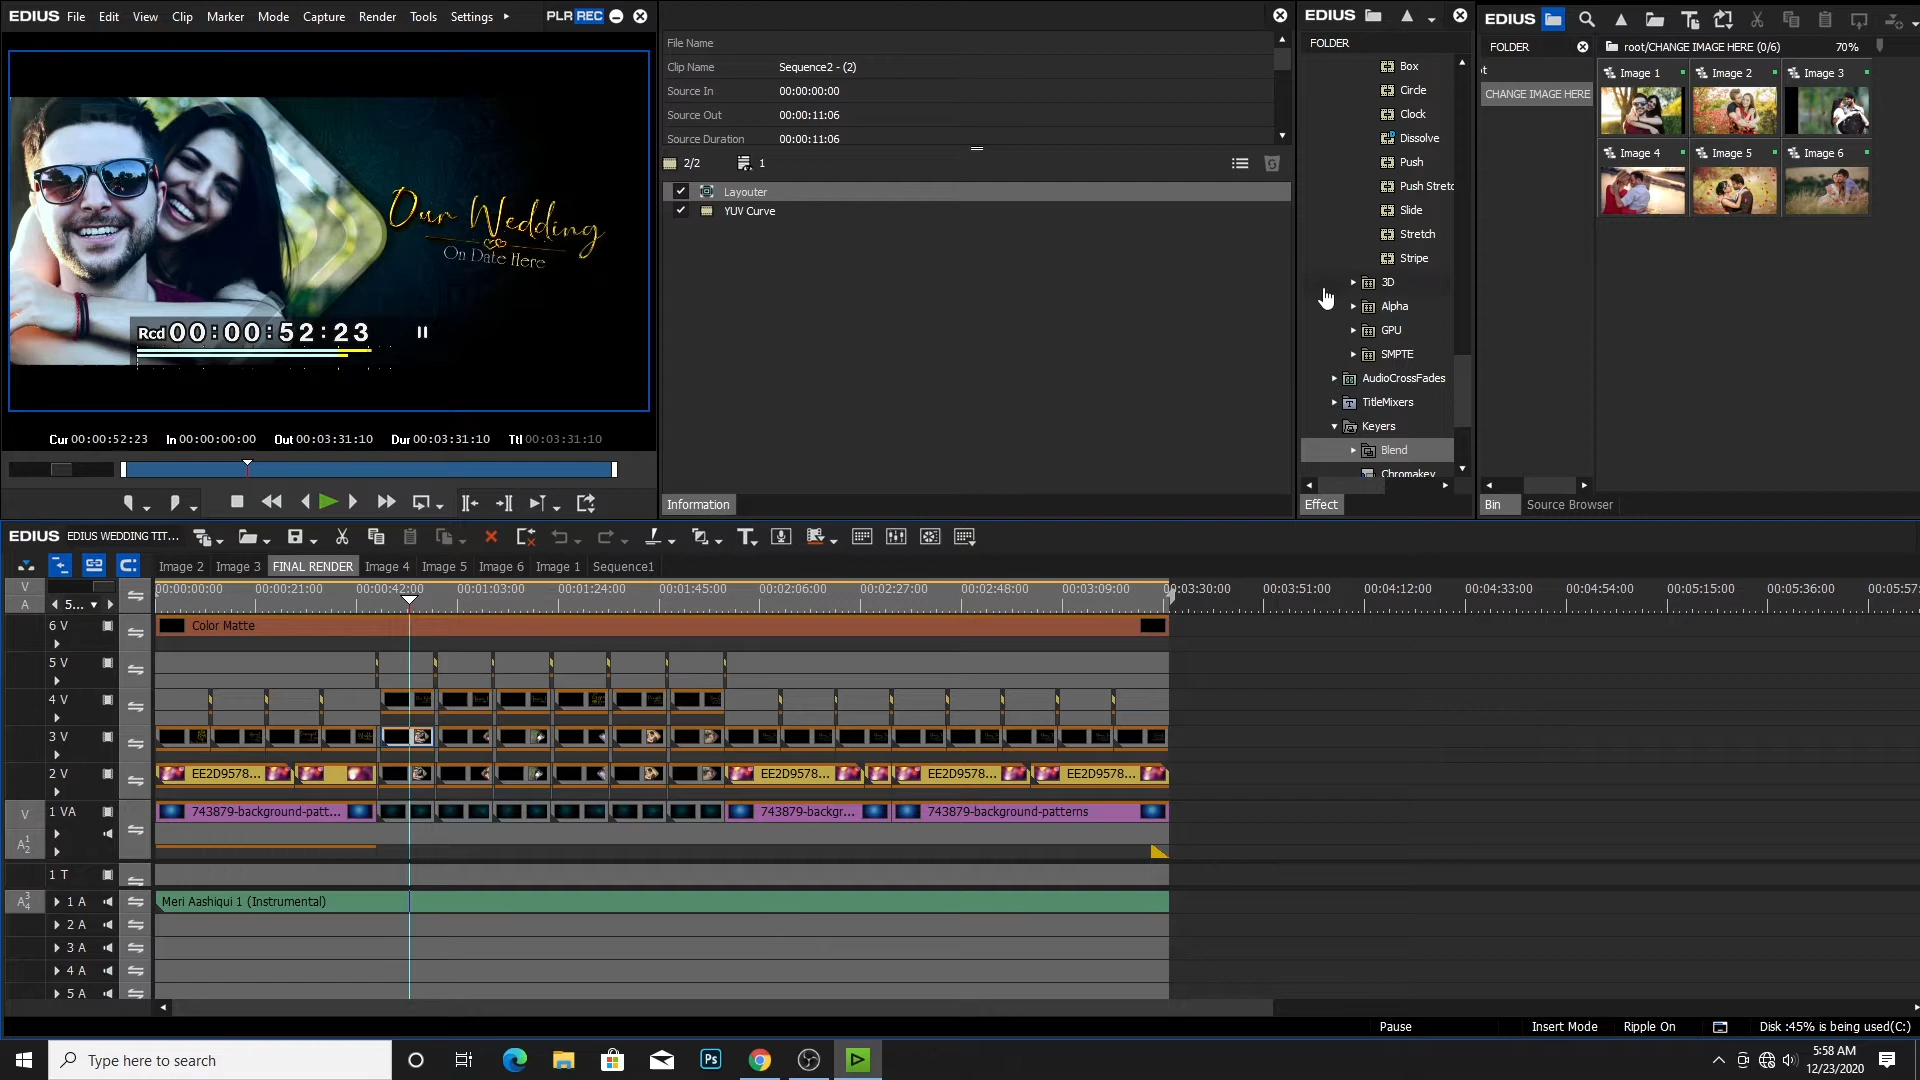 EDIUS File Edit View Clip Marker Mode Capture Render Tools Settings PLR REC
Our Wedding
On Date Here
Rcd 00:00:52:23
Cur 00:00:52:23 In 00:00:00:00 Out 00:03:31:10 Dur 00:03:31:10 Ttl 00:03:31:10
File Name
Clip Name Sequence2 - (2)
Source In 00:00:00:00
Source Out 00:00:11:06
Source Duration 00:00:11:06
2/2 1
Layouter
YUV Curve
Information
EDIUS
FOLDER
Box
Circle
Clock
Dissolve
Push
Push Stretc
Slide
Stretch
Stripe
3D
Alpha
GPU
SMPTE
AudioCrossFades
TitleMixers
Keyers
Blend
Chromakey
Effect
EDIUS
FOLDER root/CHANGE IMAGE HERE (0/6) 70%
CHANGE IMAGE HERE
Image 1 Image 2 Image 3
Image 4 Image 5 Image 6
Bin Source Browser
EDIUS EDIUS WEDDING TIT...
Image 2 Image 3 FINAL RENDER Image 4 Image 5 Image 6 Image 1 Sequence1
00:00:00:00 00:00:21:00 00:00:42:00 00:01:03:00 00:01:24:00 00:01:45:00 00:02:06:00 00:02:27:00 00:02:48:00 00:03:09:00 00:03:30:00 00:03:51:00 00:04:12:00 00:04:33:00 00:04:54:00 00:05:15:00 00:05:36:00 00:05:57:
V
A 5...
6 V Color Matte
5 V
4 V
3 V
2 V EE2D9578... EE2D9578... EE2D9578... EE2D9578...
V 1 VA 743879-background-patt... 743879-backgr... 743879-background-patterns
A 1 2
1 T
A 3 4 1 A Meri Aashiqui 1 (Instrumental)
2 A
3 A
4 A
5 A
Pause Insert Mode Ripple On Disk :45% is being used(C:)
Type here to search Ps 5:58 AM
12/23/2020